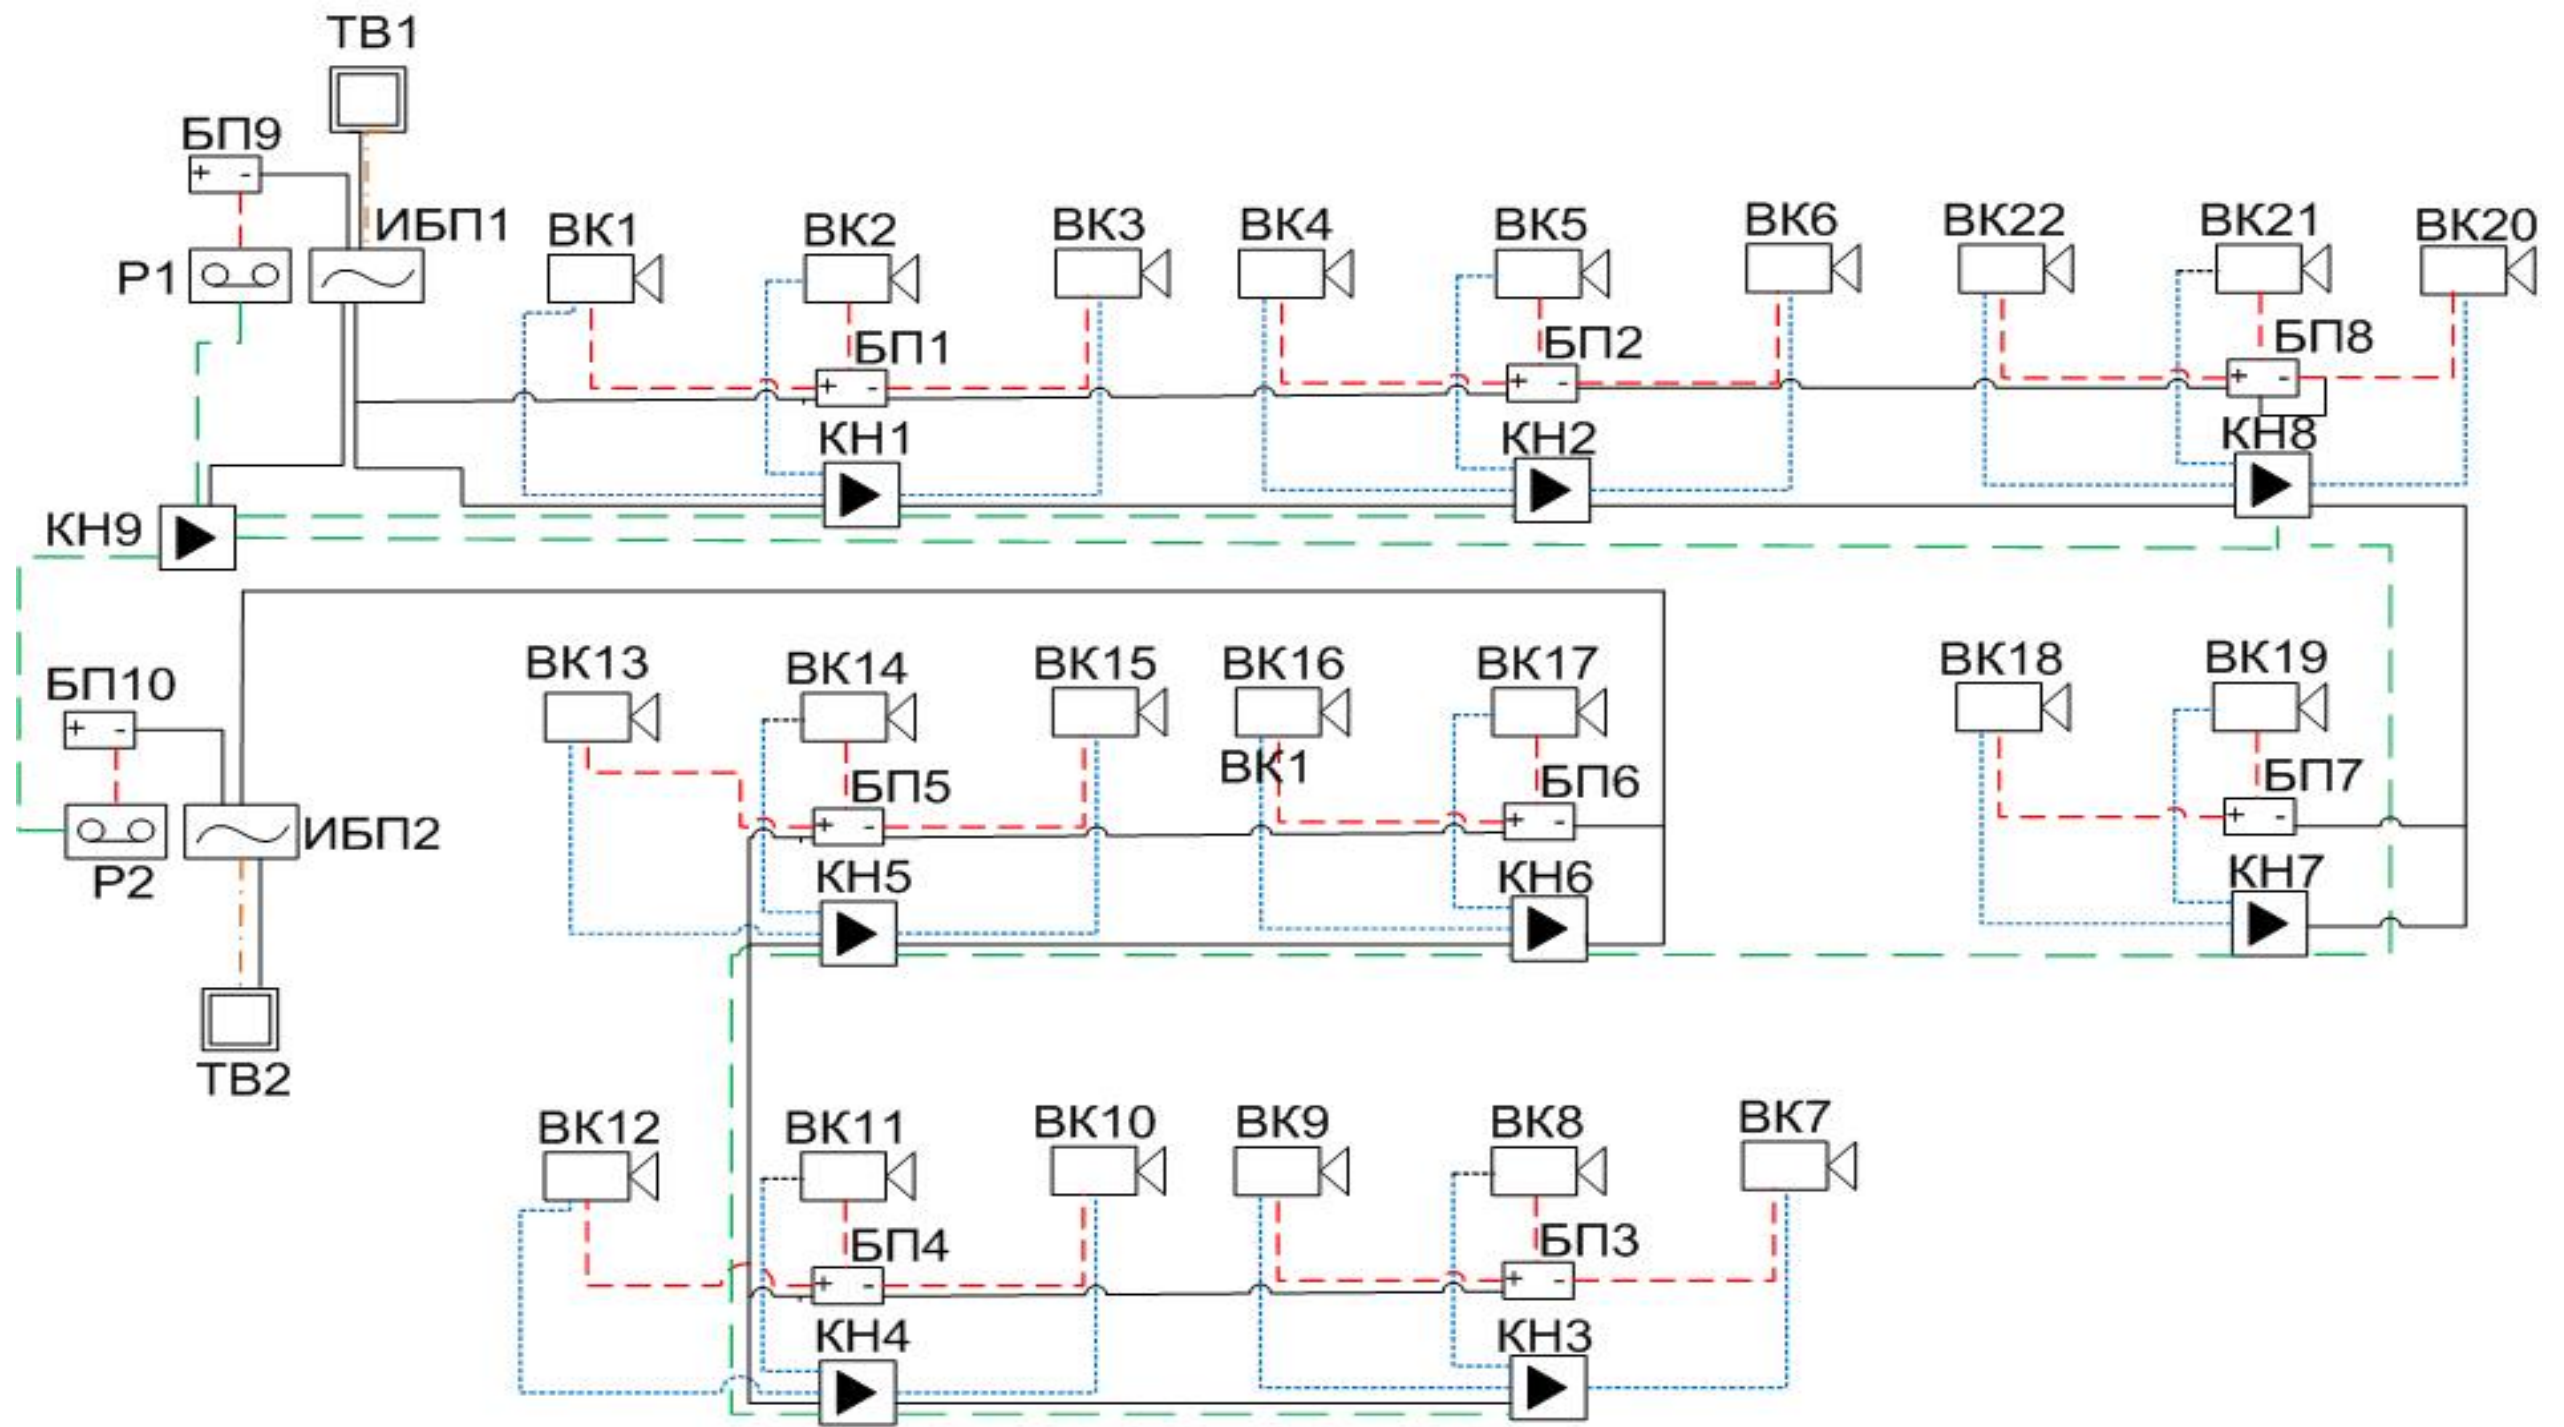 ТВ1
БП9
ИБП1
Р1
ВК1
ВК2
ВК3
ВК4
ВК5
ВК6
ВК22
ВК21
ВК20
БП1
БП2
БП8
+ -
+ -
+ -
+ -
КН1
КН2
КН8
КН9
БП10
+ -
ИБП2
Р2
ТВ2
ВК13
ВК14
ВК15
ВК16
ВК17
ВК18
ВК19
ВК1
БП5
БП6
БП7
+ -
+ -
+ -
КН5
КН6
КН7
ВК12
ВК11
ВК10
ВК9
ВК8
ВК7
БП4
БП3
+ -
+ -
КН4
КН3